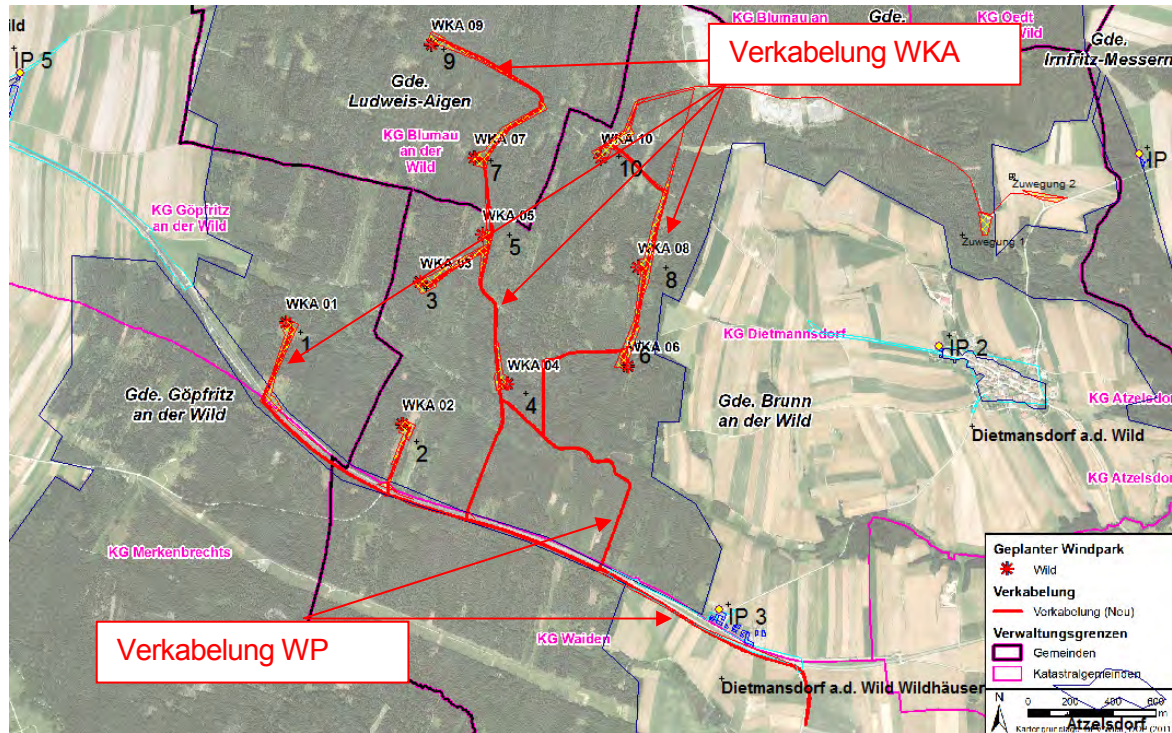 WKA 09
KG Blumau an
Gde.
KG Oedt
Wild
Gde.
Irnfritz-Messern
ild
IP 5
9
Verkabelung WKA
Gde.
Ludweis-Aigen
KG Blumau
an der
Wild
WKA 07
7
WKA 10
10
IP
Zuwegung 2
Zuwegung 1
KG Göpfritz
an der Wild
WKA 05
5
WKA 08
8
3
WKA 01
1
KG Dietmannsdorf
IP 2
WKA 06
6
WKA 04
4
Gde. Göpfritz
an der Wild
WKA 02
2
Gde. Brunn
an der Wild
KG Atzelsdorf
Dietmansdorf a.d. Wild
KG Atzelsdorf
KG Merkenbrechts
Verkabelung WP
KG Waiden
IP 3
Dietmansdorf a.d. Wild Wildhäuser
Geplanter Windpark
Wild
Verkabelung
Verkabelung (Neu)
Verwaltungsgrenzen
Gemeinden
Katastralgemeinden
N
0 200 400 600
m
Atzelsdorf